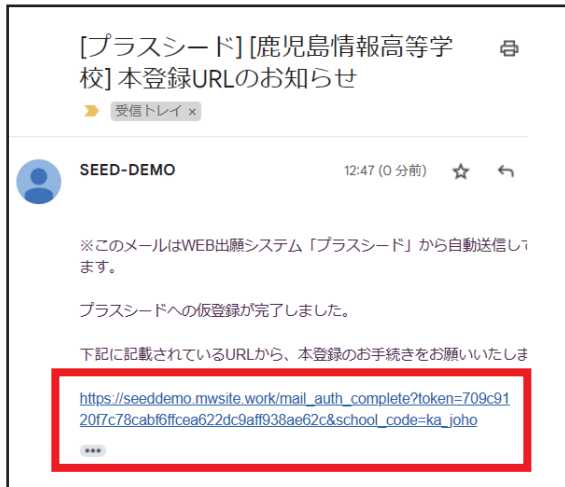 [プラスシード] [鹿児島情報高等学
校] 本登録URLのお知らせ
受信トレイ ×
SEED-DEMO 12:47 (0 分前)
※このメールはWEB出願システム「プラスシード」から自動送信して
ます。
プラスシードへの仮登録が完了しました。
下記に記載されているURLから、本登録のお手続きをお願いいたしま
https://seeddemo.mwsite.work/mail_auth_complete?token=709c91
20f7c78cabf6ffcea622dc9aff938ae62c&school_code=ka_joho